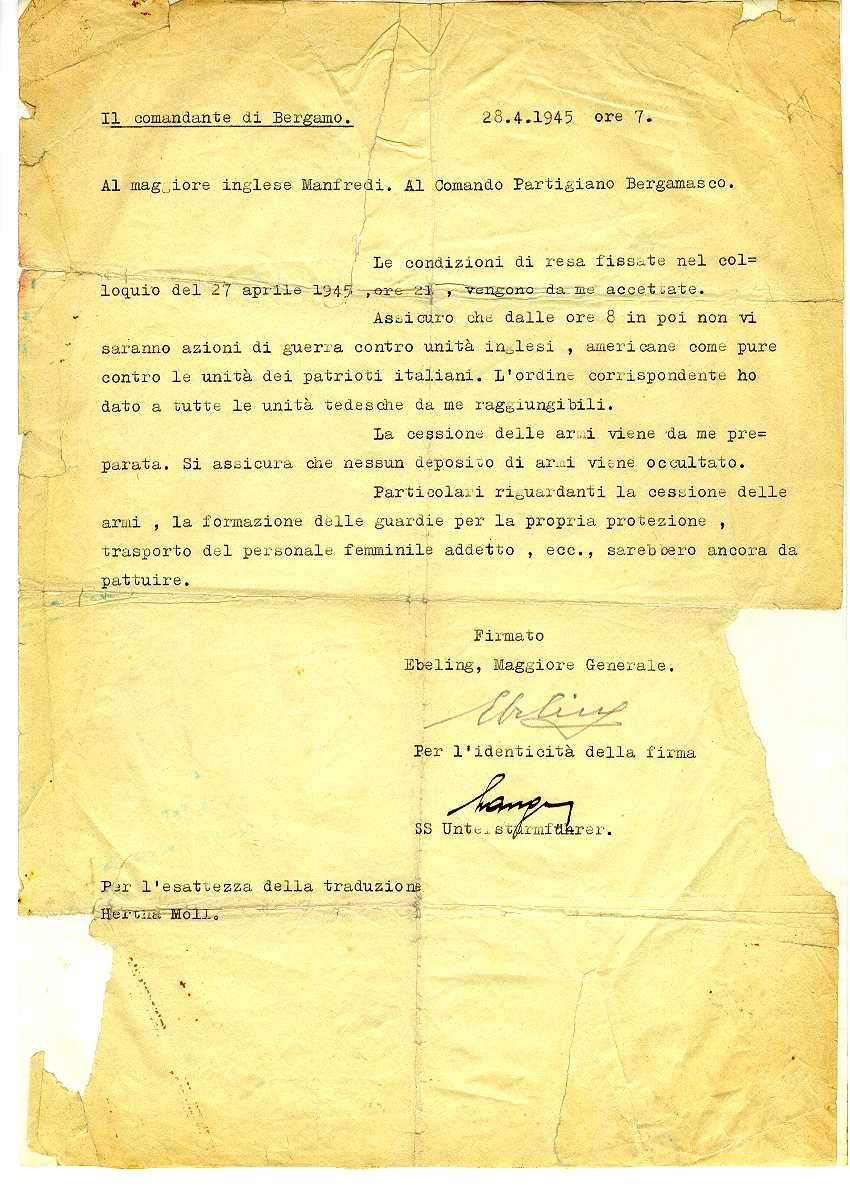 Il comandante di Bergamo. 28.4.1945 ore 7.
Al maggiore inglese Manfredi. Al Comando Partigiano Bergamasco.
Le condizioni di resa fissate nel col=
loquio del 27 aprile 1945 ,ore 21 , vengono da me accettate.
Assicuro che dalle ore 8 in poi non vi
saranno azioni di guerra contro unità inglesi , americane come pure
contro le unità dei patrioti italiani. L'ordine corrispondente ho
dato a tutte le unità tedesche da me raggiungibili.
La cessione delle armi viene da me pre=
parata. Si assicura che nessun deposito di armi viene occultato.
Particolari riguardanti la cessione delle
armi , la formazione delle guardie per la propria protezione ,
trasporto del personale femminile addetto , ecc., sarebbero ancora da
pattuire.
Firmato
Ebeling, Maggiore Generale.
Ebeling
Per l'identicità della firma
SS Untersturmführer.
Per l'esattezza della traduzione
Hertha Moll.